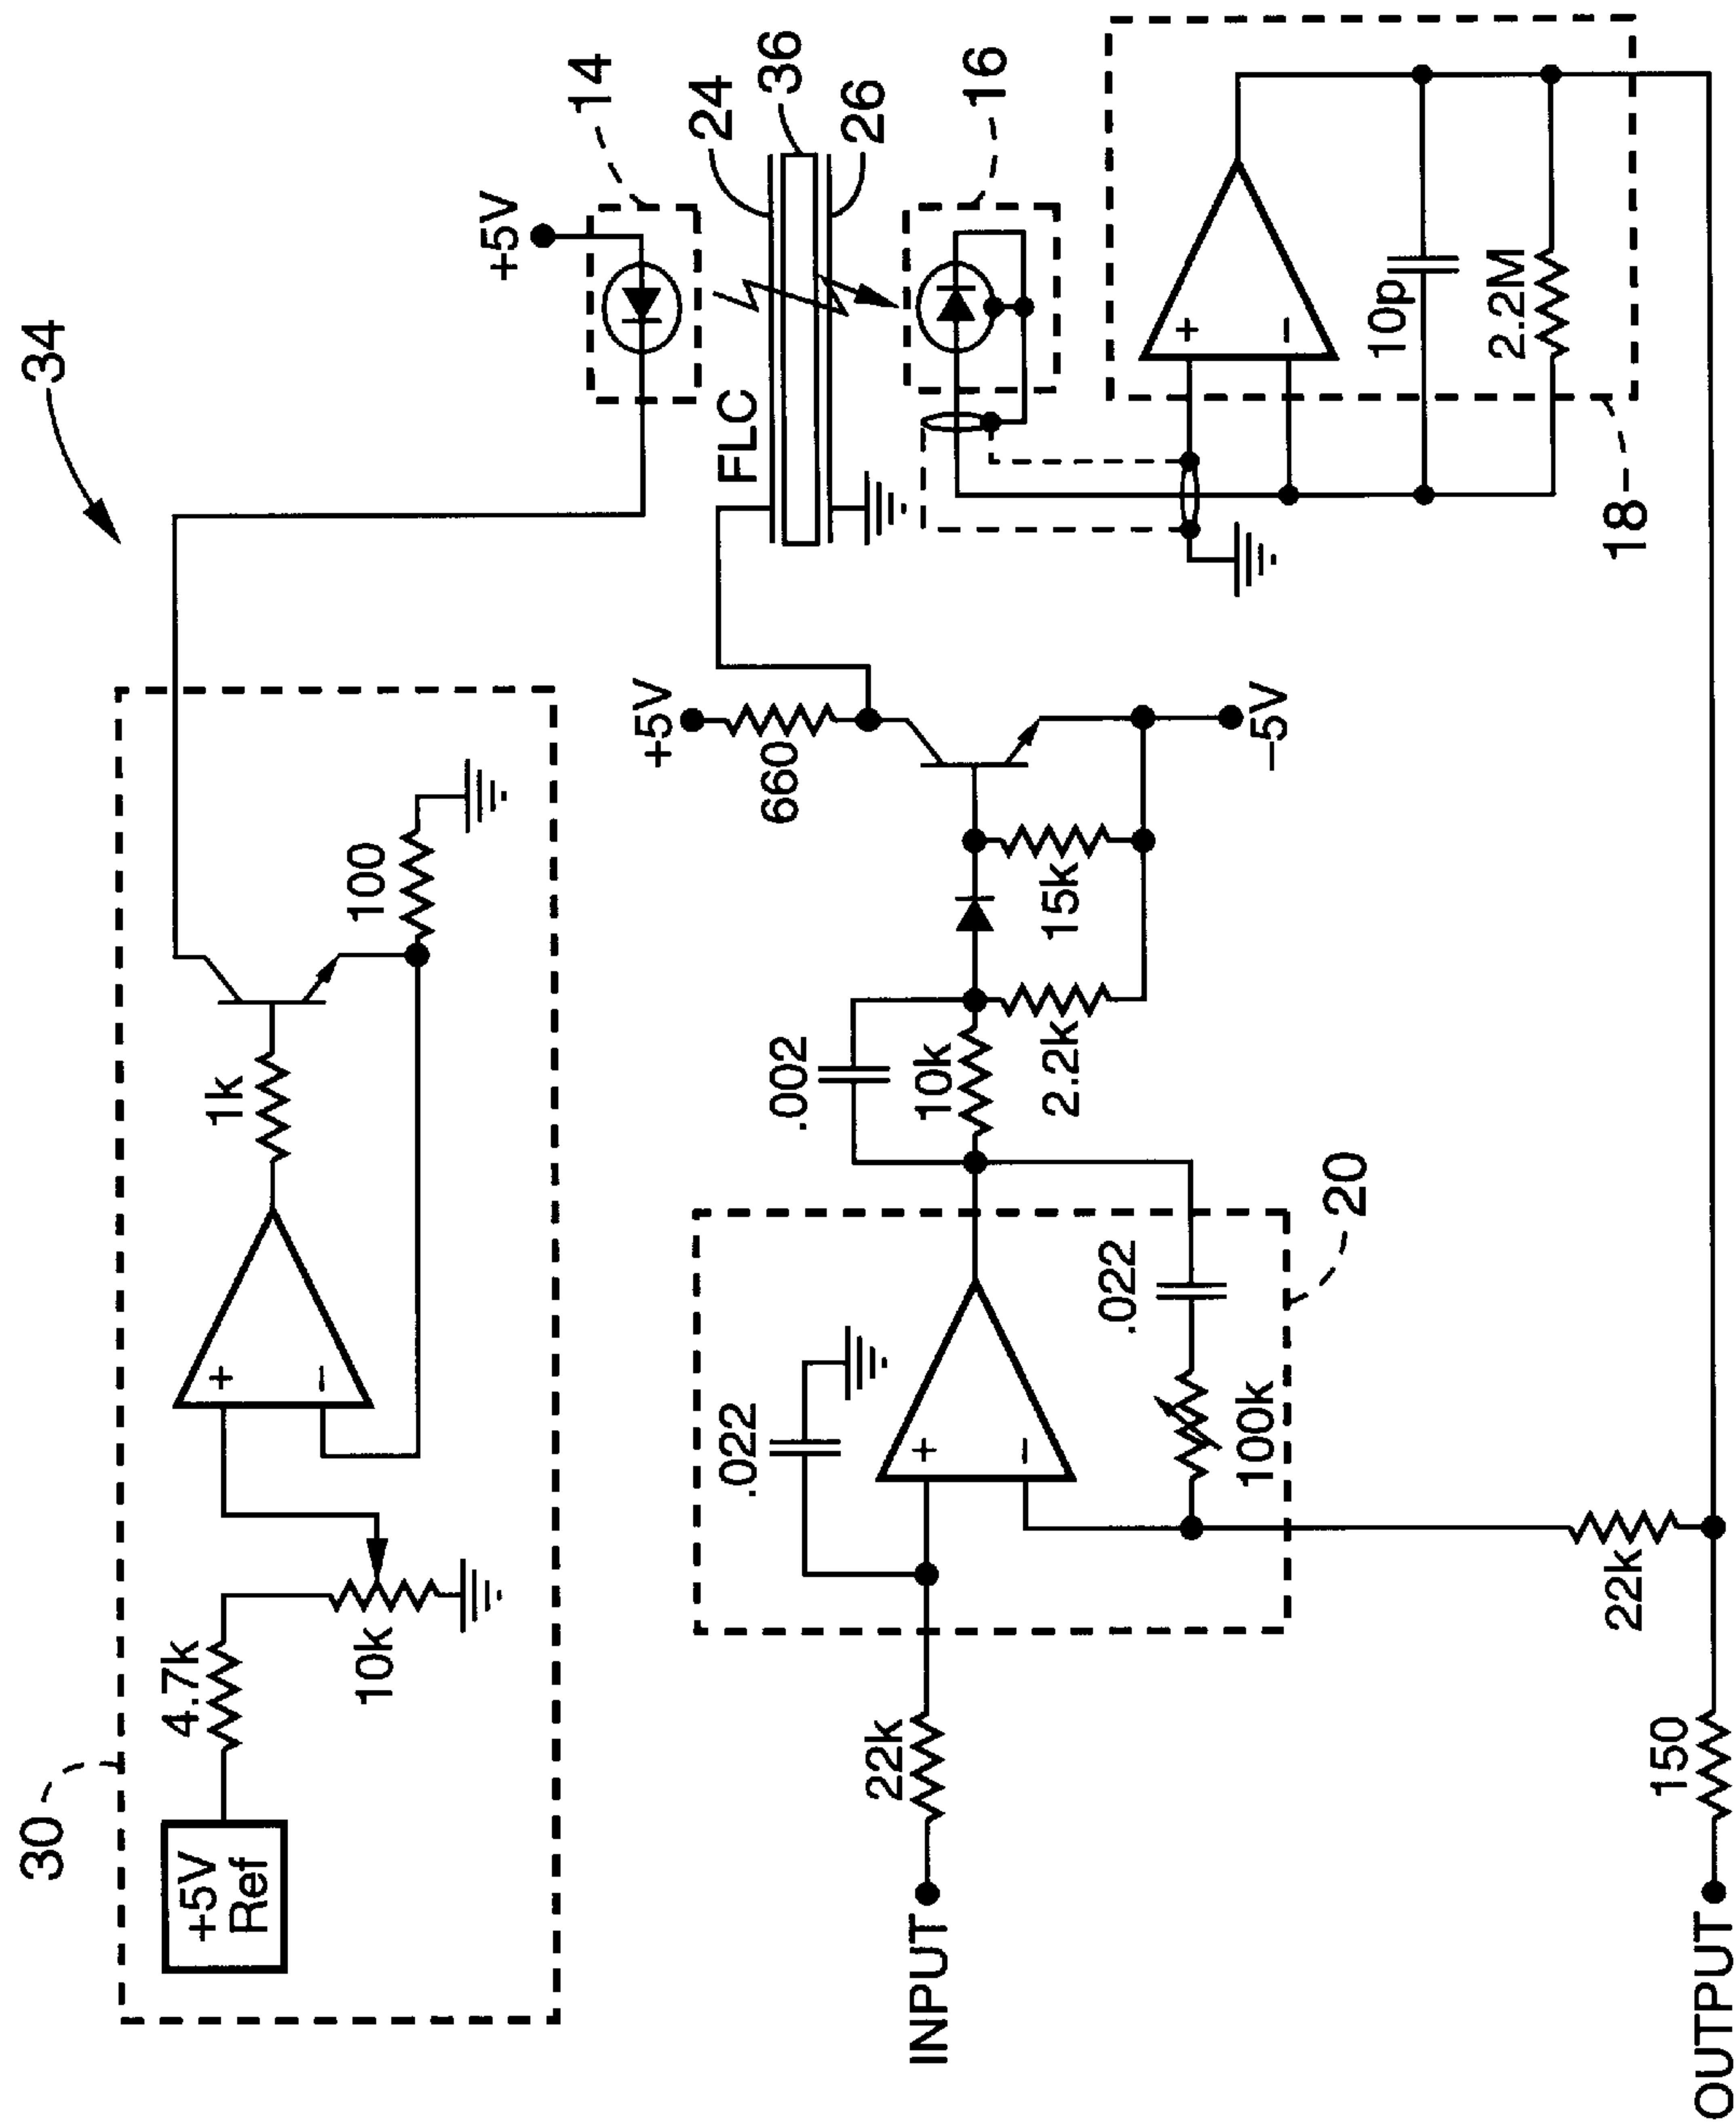 34
30
+5V
Ref
4.7k
10k
+
−
1k
100
+5V
14
FLC
24
36
26
16
+5V
660
−5V
.002
10k
2.2k
15k
.022
+
−
.022
100k
20
INPUT
22k
22k
+
−
10p
2.2M
18
OUTPUT
150